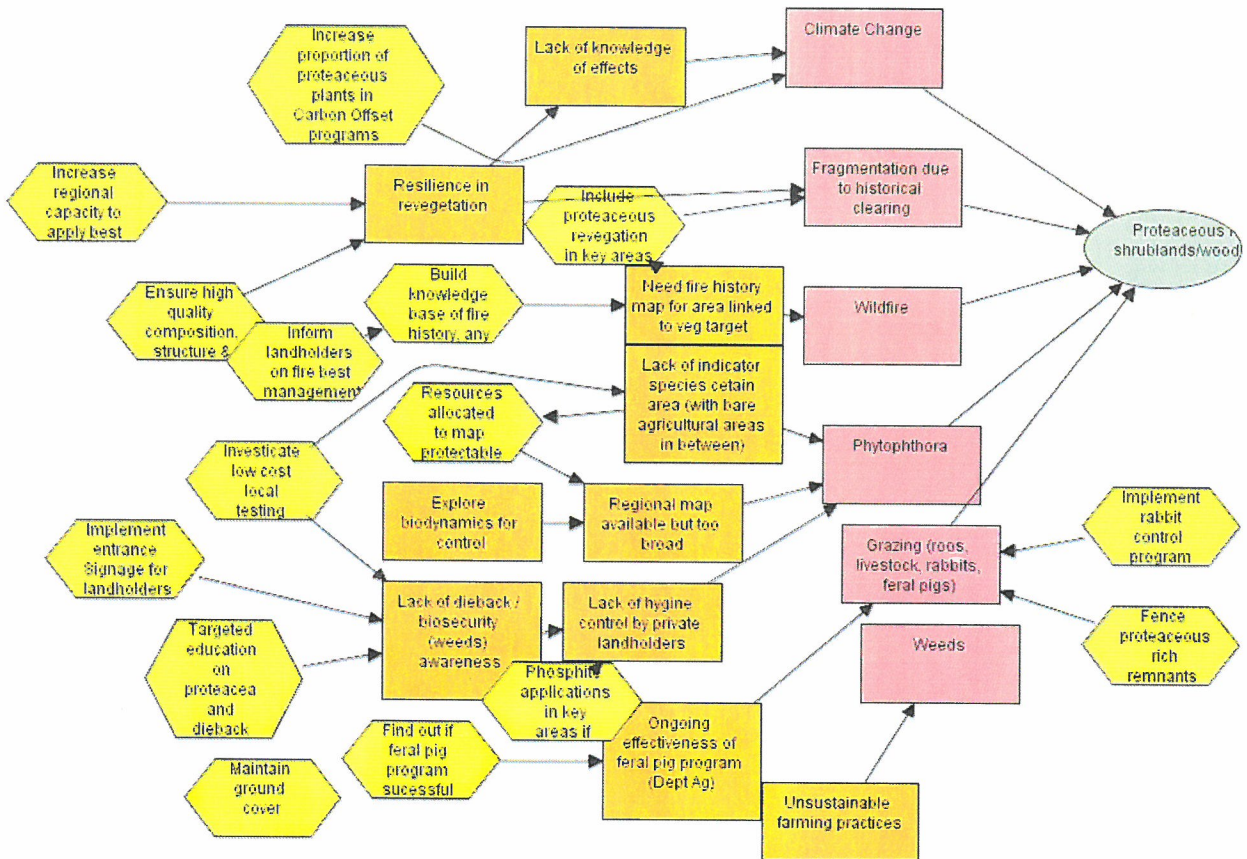 Increase
proportion of
proteaceous
plants in
Carbon Offset
programs
Lack of knowledge
of effects
Climate Change
Increase
regional
capacity to
apply best
Resilience in
revegetation
Include
proteaceous
revegation
in key areas
Fragmentation due
to historical
clearing
Proteaceous
shrublands/wood
Ensure high
quality
composition,
structure &
Inform
landholders
on fire best
management
Build
knowledge
base of fire
history, any
Need fire history
map for area linked
to veg target
Wildfire
Lack of indicator
species cetain
area (with bare
agricultural areas
in between)
Resources
allocated
to map
protectable
Phytophthora
Investicate
low cost
local
testing
Explore
biodynamics for
control
Regional map
available but too
broad
Implement
rabbit
control
program
Implement
entrance
Signage for
landholders
Grazing (roos,
livestock, rabbits,
feral pigs)
Lack of dieback /
biosecurity
(weeds)
awareness
Lack of hygine
control by private
landholders
Fence
proteaceous
rich
remnants
Weeds
Targeted
education
on
proteacea
and
dieback
Phosphite
applications
in key
areas if
Find out if
feral pig
program
sucessful
Ongoing
effectiveness of
feral pig program
(Dept Ag)
Maintain
ground
cover
Unsustainable
farming practices